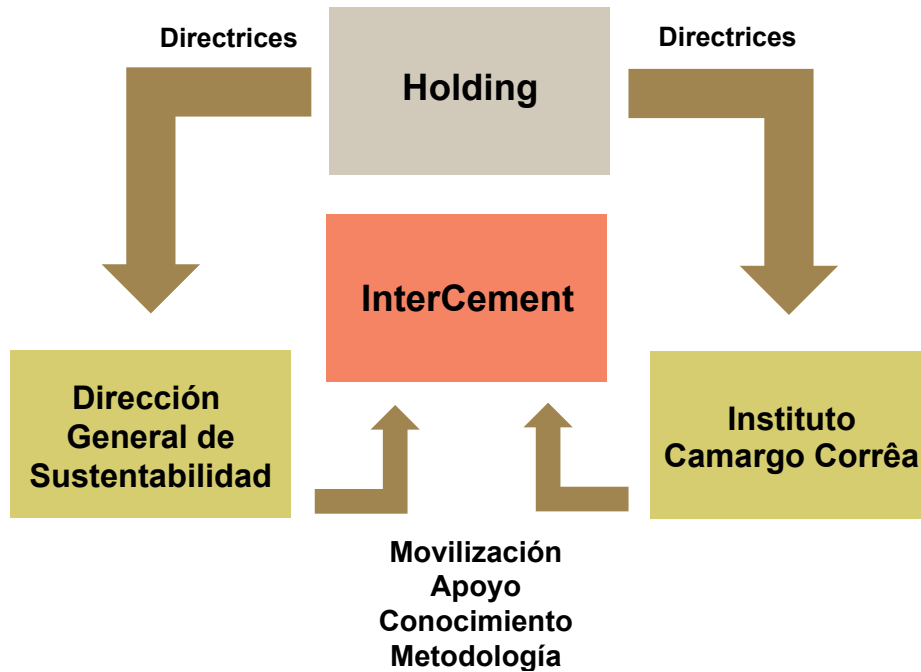 Directrices
Directrices
Holding
InterCement
Dirección
General de
Sustentabilidad
Instituto
Camargo Corrêa
Movilización
Apoyo
Conocimiento
Metodología